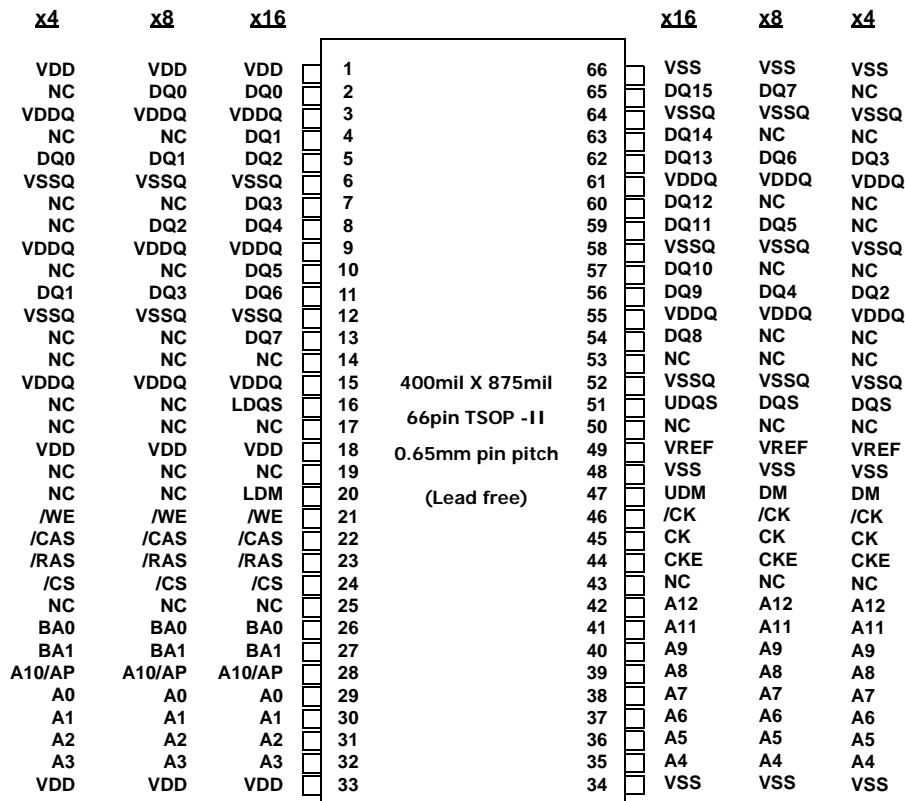 x4 x8 x16 x16 x8 x4
VDD VDD VDD 1 66 VSS VSS VSS
NC DQ0 DQ0 2 65 DQ15 DQ7 NC
VDDQ VDDQ VDDQ 3 64 VSSQ VSSQ VSSQ
NC NC DQ1 4 63 DQ14 NC NC
DQ0 DQ1 DQ2 5 62 DQ13 DQ6 DQ3
VSSQ VSSQ VSSQ 6 61 VDDQ VDDQ VDDQ
NC NC DQ3 7 60 DQ12 NC NC
NC DQ2 DQ4 8 59 DQ11 DQ5 NC
VDDQ VDDQ VDDQ 9 58 VSSQ VSSQ VSSQ
NC NC DQ5 10 57 DQ10 NC NC
DQ1 DQ3 DQ6 11 56 DQ9 DQ4 DQ2
VSSQ VSSQ VSSQ 12 55 VDDQ VDDQ VDDQ
NC NC DQ7 13 54 DQ8 NC NC
NC NC NC 14 53 NC NC NC
VDDQ VDDQ VDDQ 15 400mil X 875mil 52 VSSQ VSSQ VSSQ
NC NC LDQS 16 66pin TSOP -II 51 UDQS DQS DQS
NC NC NC 17 50 NC NC NC
VDD VDD VDD 18 0.65mm pin pitch 49 VREF VREF VREF
NC NC NC 19 48 VSS VSS VSS
NC NC LDM 20 (Lead free) 47 UDM DM DM
/WE /WE /WE 21 46 /CK /CK /CK
/CAS /CAS /CAS 22 45 CK CK CK
/RAS /RAS /RAS 23 44 CKE CKE CKE
/CS /CS /CS 24 43 NC NC NC
NC NC NC 25 42 A12 A12 A12
BA0 BA0 BA0 26 41 A11 A11 A11
BA1 BA1 BA1 27 40 A9 A9 A9
A10/AP A10/AP A10/AP 28 39 A8 A8 A8
A0 A0 A0 29 38 A7 A7 A7
A1 A1 A1 30 37 A6 A6 A6
A2 A2 A2 31 36 A5 A5 A5
A3 A3 A3 32 35 A4 A4 A4
VDD VDD VDD 33 34 VSS VSS VSS